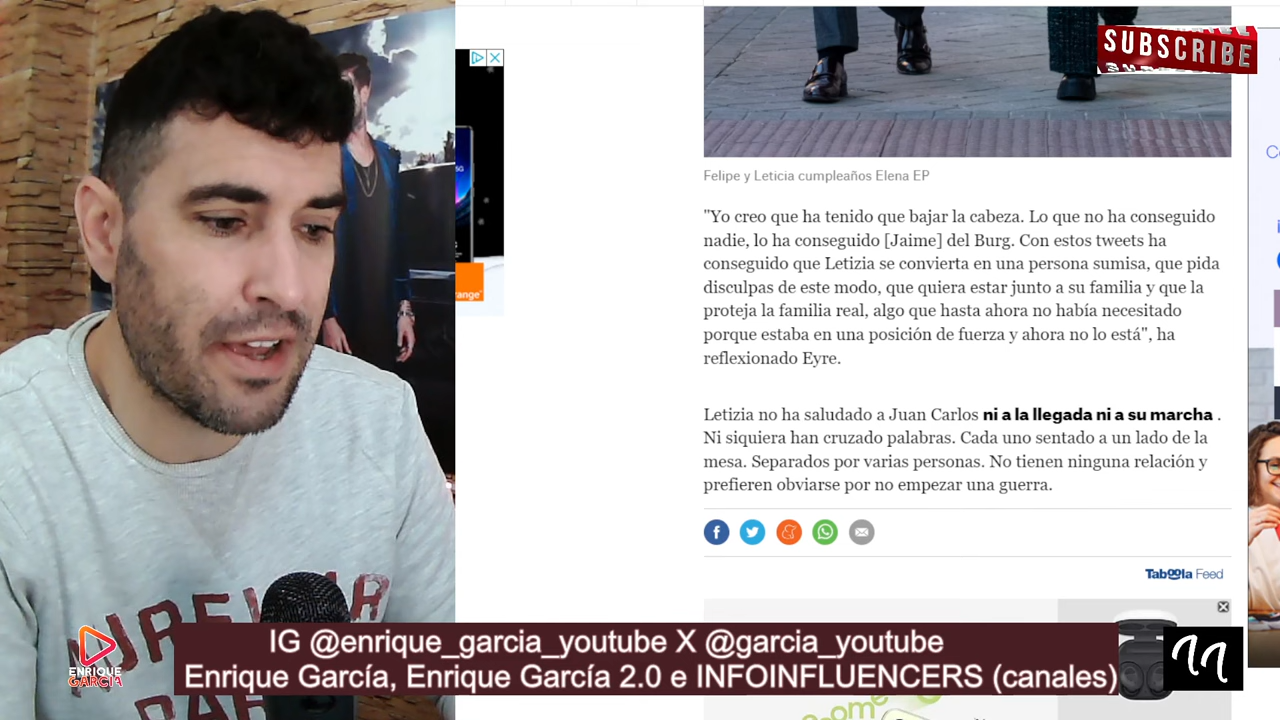 SUBSCRIBE
Felipe y Leticia cumpleaños Elena EP
"Yo creo que ha tenido que bajar la cabeza. Lo que no ha conseguido
nadie, lo ha conseguido [Jaime] del Burg. Con estos tweets ha
conseguido que Letizia se convierta en una persona sumisa, que pida
disculpas de este modo, que quiera estar junto a su familia y que la
proteja la familia real, algo que hasta ahora no había necesitado
porque estaba en una posición de fuerza y ahora no lo está", ha
reflexionado Eyre.
Letizia no ha saludado a Juan Carlos ni a la llegada ni a su marcha .
Ni siquiera han cruzado palabras. Cada uno sentado a un lado de la
mesa. Separados por varias personas. No tienen ninguna relación y
prefieren obviarse por no empezar una guerra.
Taboola Feed
IG @enrique_garcia_youtube X @garcia_youtube
Enrique García, Enrique García 2.0 e INFOINFLUENCERS (canales)
ENRIQUE
GARCIA